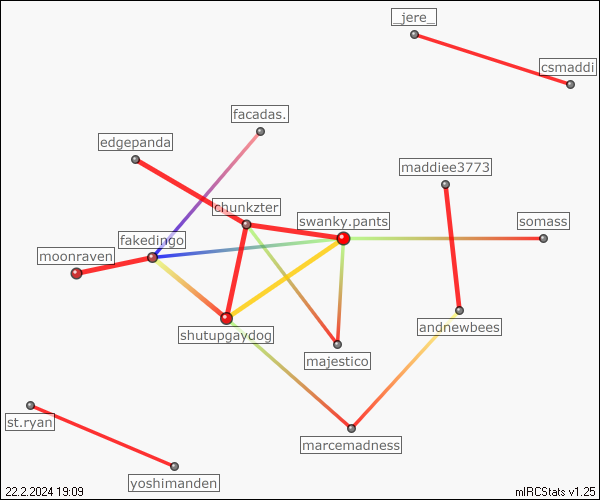 _jere_
csmaddi
facadas.
edgepanda
maddiee3773
chunkzter
swanky.pants
somass
fakedingo
moonraven
andnewbees
shutupgaydog
majestico
st.ryan
marcemadness
yoshimanden
22.2.2024 19:09
mIRCStats v1.25